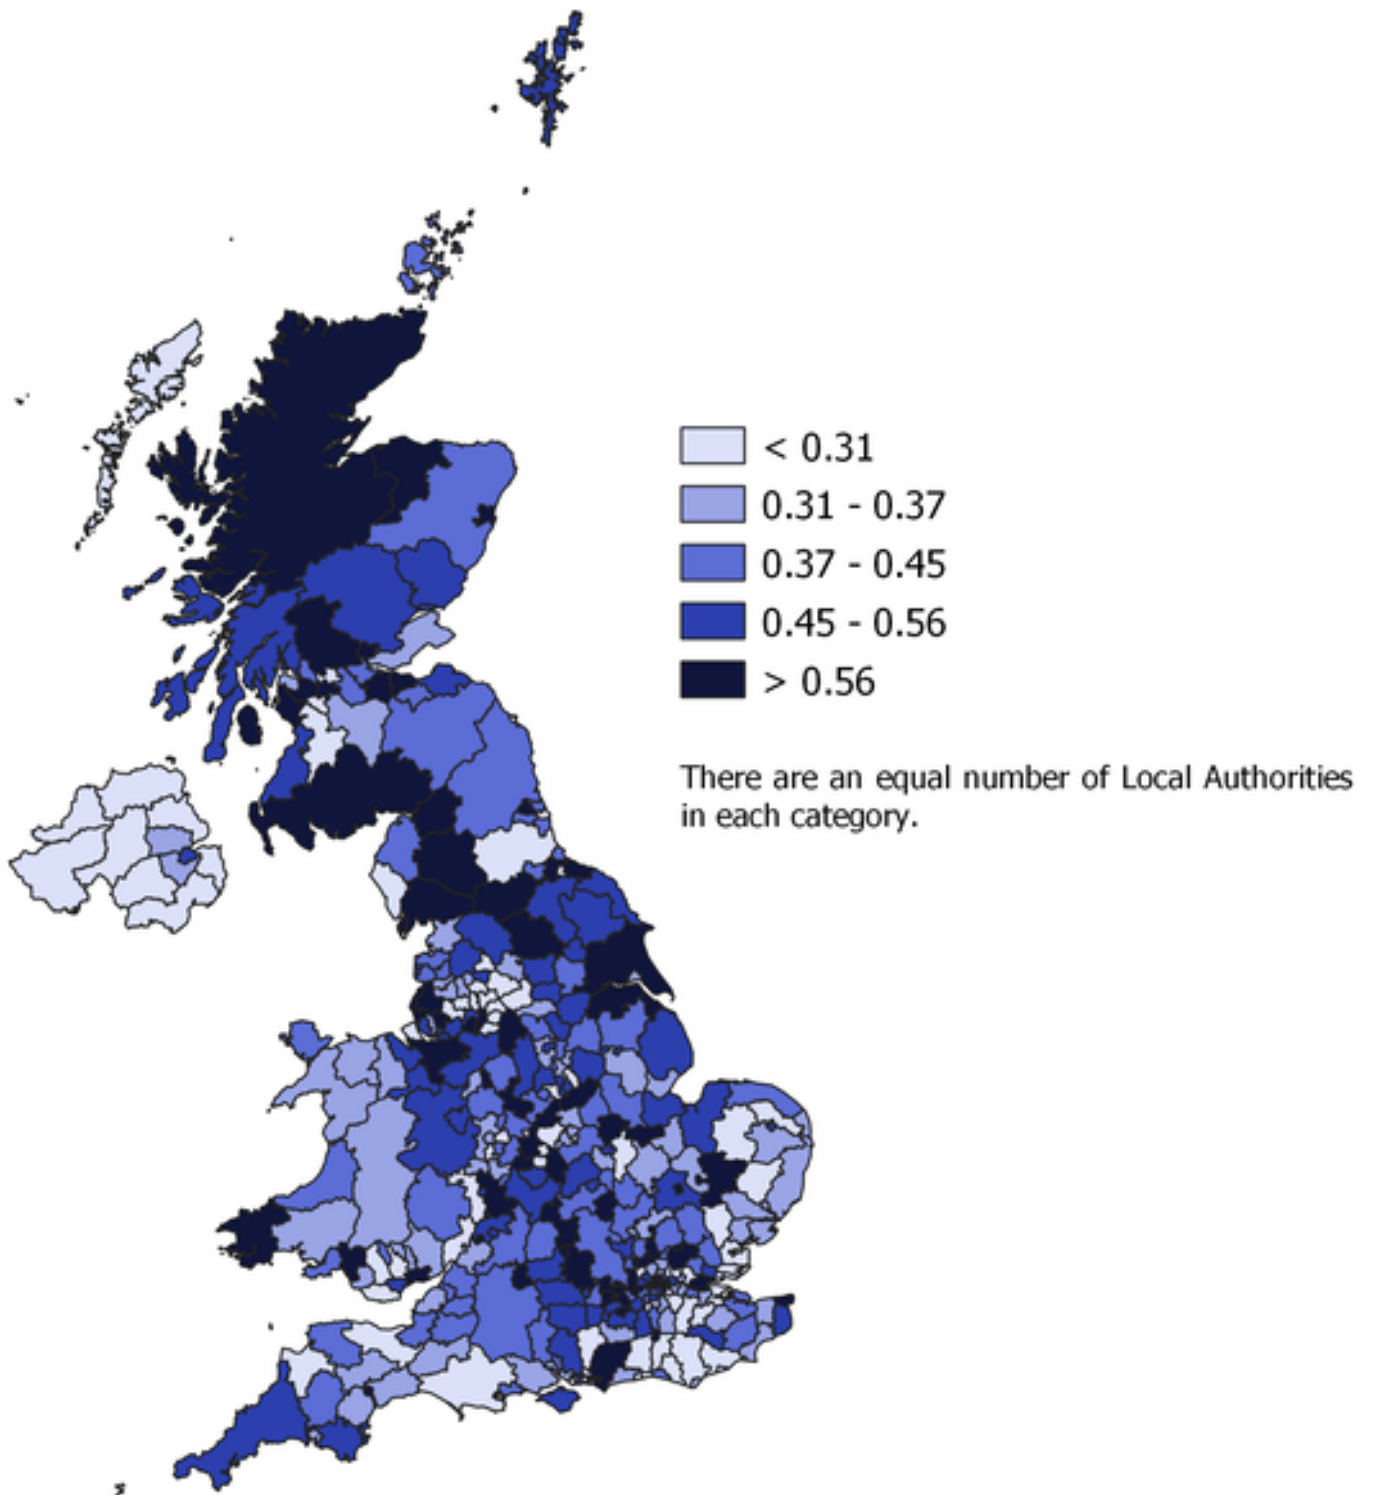 < 0.31
0.31 - 0.37
0.37 - 0.45
0.45 - 0.56
> 0.56
There are an equal number of Local Authorities
in each category.